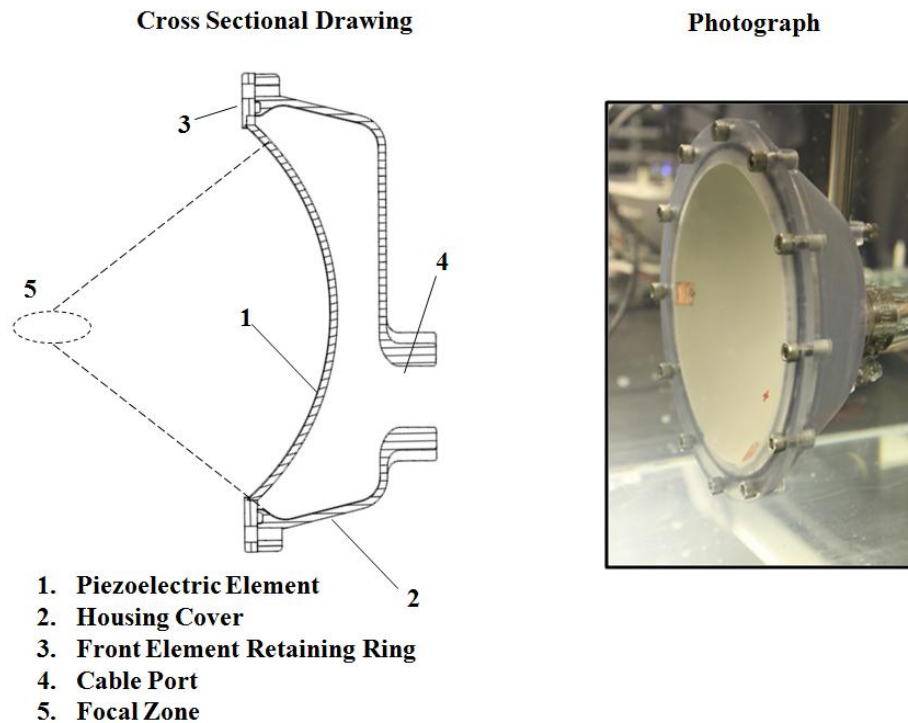 Cross Sectional Drawing
Photograph
3
4
5
1
2
1. Piezoelectric Element
2. Housing Cover
3. Front Element Retaining Ring
4. Cable Port
5. Focal Zone